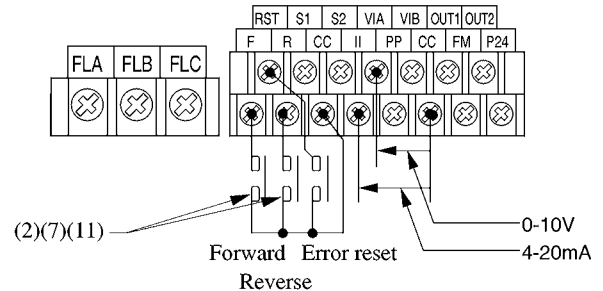 RST S1 S2 VIA VIB OUT1 OUT2
F R CC II PP CC FM P24
FLA FLB FLC
(2)(7)(11)
0-10V
Forward Error reset
4-20mA
Reverse